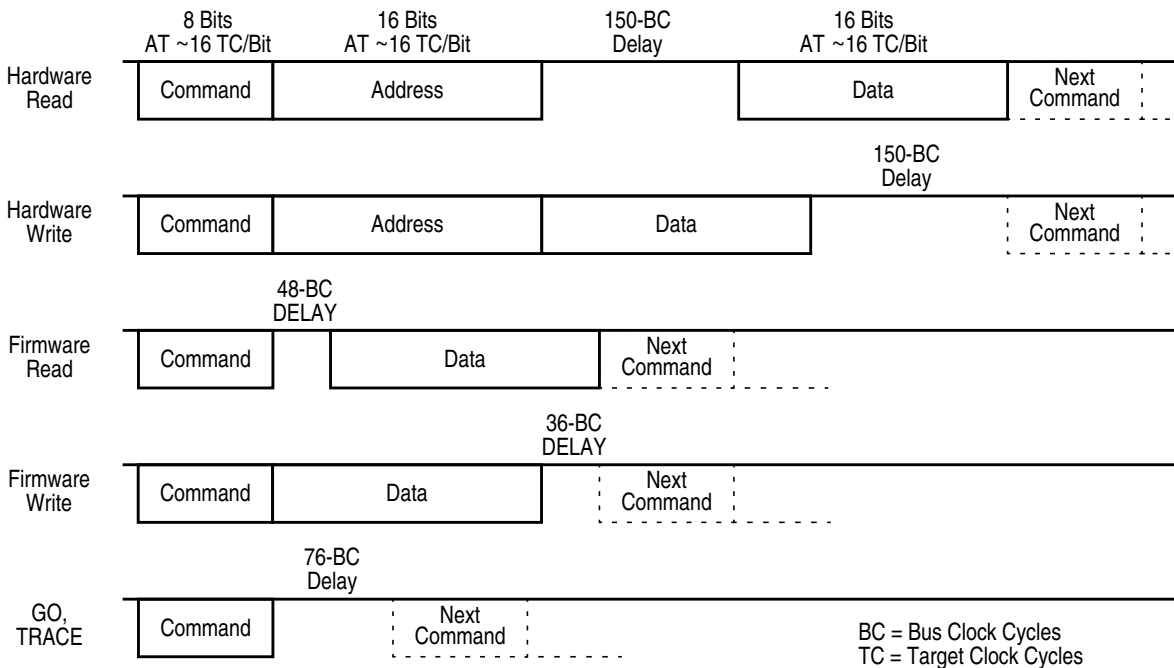 8 Bits
AT ~16 TC/Bit
16 Bits
AT ~16 TC/Bit
150-BC
Delay
16 Bits
AT ~16 TC/Bit
Hardware
Read
Command
Address
Data
Next
Command
150-BC
Delay
Hardware
Write
Command
Address
Data
Next
Command
48-BC
DELAY
Firmware
Read
Command
Data
Next
Command
36-BC
DELAY
Firmware
Write
Command
Data
Next
Command
76-BC
Delay
GO,
TRACE
Command
Next
Command
BC = Bus Clock Cycles
TC = Target Clock Cycles